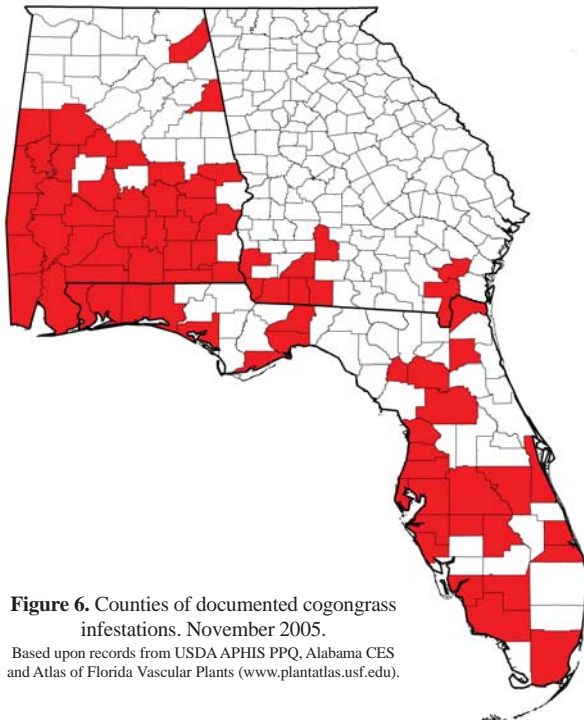 Figure 6. Counties of documented cogongrass
infestations. November 2005.
Based upon records from USDA APHIS PPQ, Alabama CES
and Atlas of Florida Vascular Plants (www.plantatlas.usf.edu).